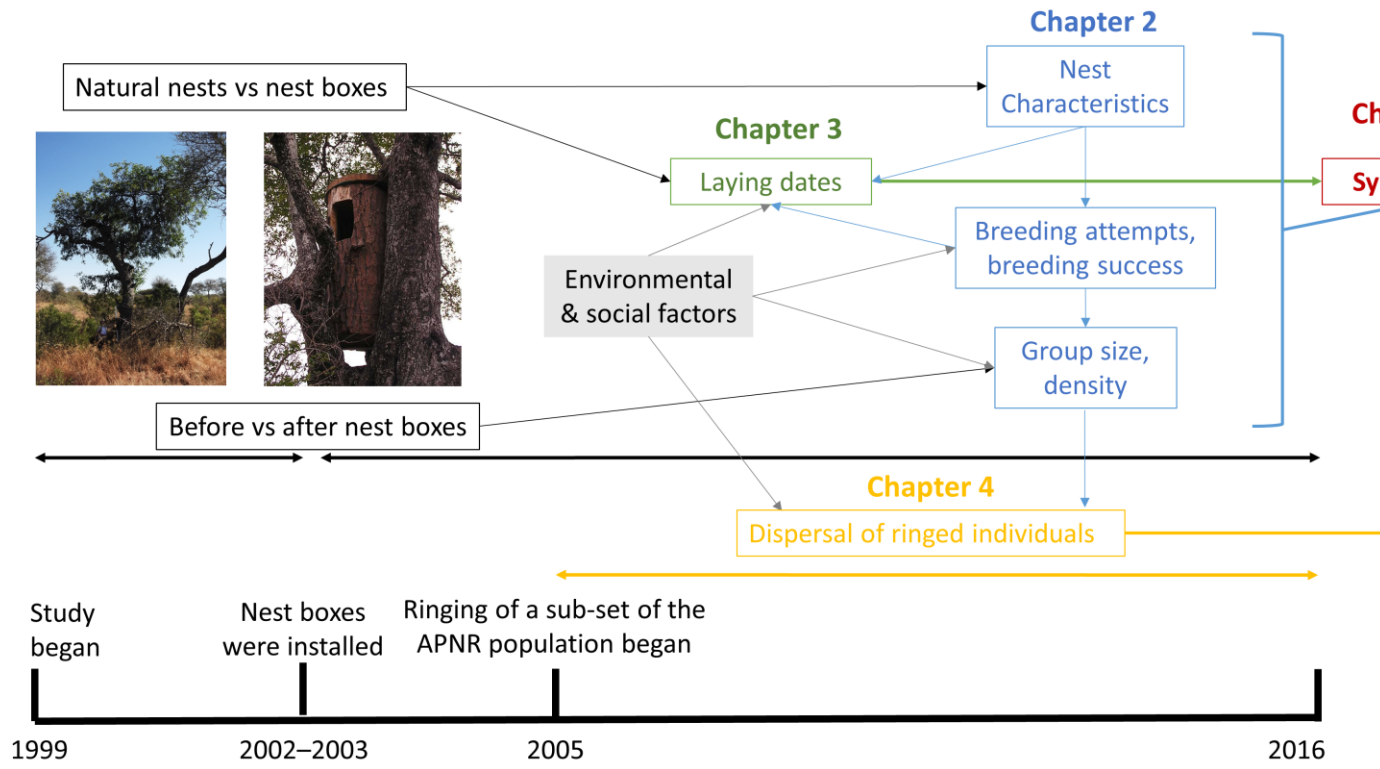 Chapter 2
Natural nests vs nest boxes
Nest
Characteristics
Chapter 3
Laying dates
Breeding attempts,
breeding success
Environmental
& social factors
Group size,
density
Before vs after nest boxes
Chapter 4
Dispersal of ringed individuals
Study
began
Nest boxes
were installed
Ringing of a sub-set of the
APNR population began
1999
2002–2003
2005
2016